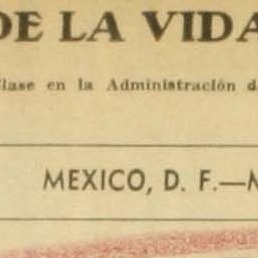 DE LA VIDA
lase en la Administración d
MEXICO, D. F.—M